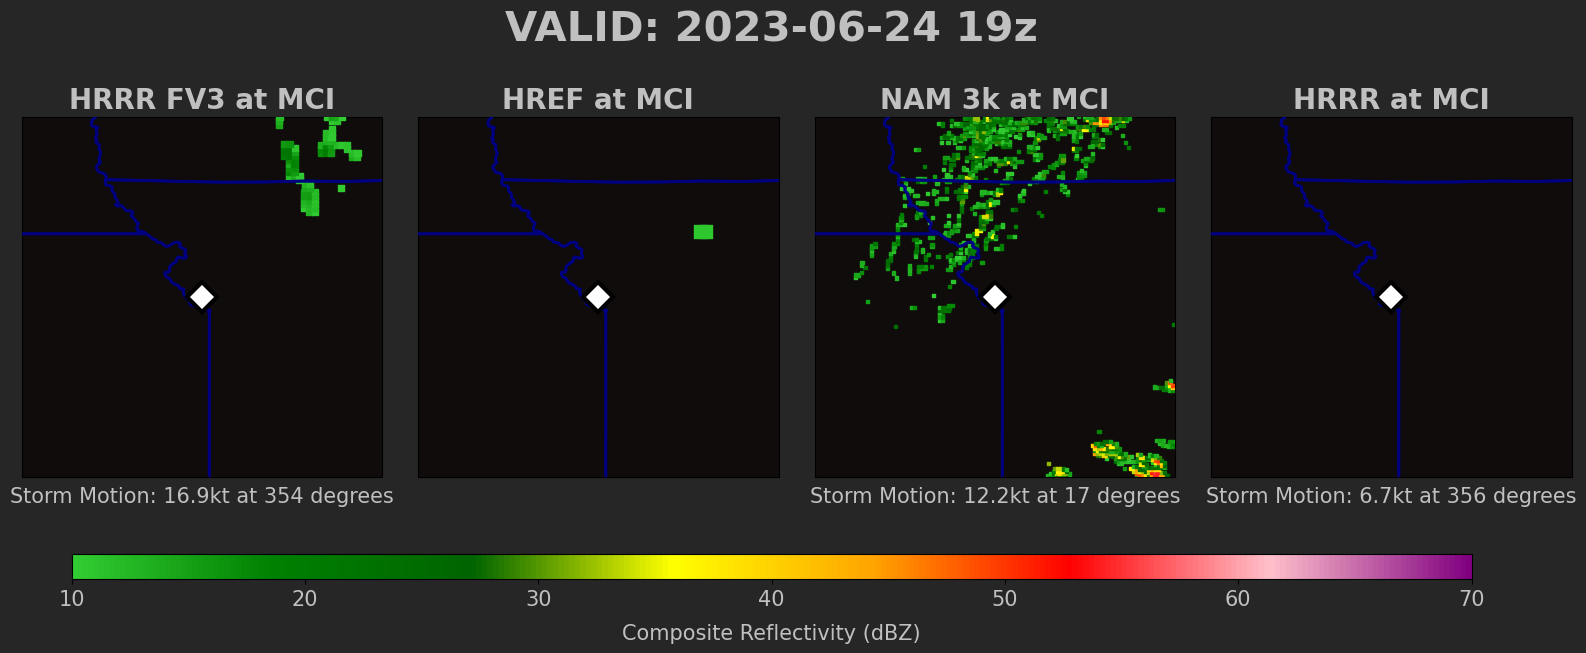 VALID: 2023-06-24 19z
HRRR FV3 at MCI
HREF at MCI
NAM 3k at MCI
HRRR at MCI
Storm Motion: 16.9kt at 354 degrees
Storm Motion: 12.2kt at 17 degrees
Storm Motion: 6.7kt at 356 degrees
10 20 30 40 50 60 70
Composite Reflectivity (dBZ)